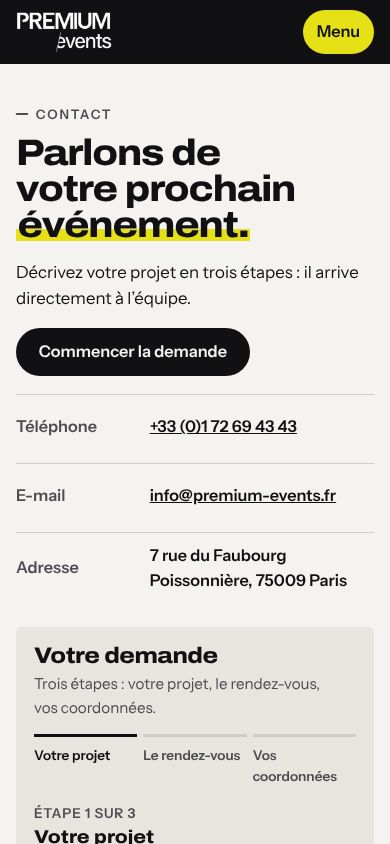 PREMIUM
events
Menu
— CONTACT
Parlons de
votre prochain
événement.
Décrivez votre projet en trois étapes : il arrive
directement à l’équipe.
Commencer la demande
Téléphone +33 (0)1 72 69 43 43
E-mail info@premium-events.fr
Adresse 7 rue du Faubourg
Poissonnière, 75009 Paris
Votre demande
Trois étapes : votre projet, le rendez-vous,
vos coordonnées.
Votre projet Le rendez-vous Vos
coordonnées
ÉTAPE 1 SUR 3
Votre projet